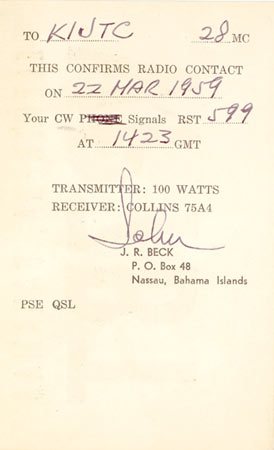 TO K1JTC 28 MC
THIS CONFIRMS RADIO CONTACT
ON 22 MAR 1959
Your CW PHONE Signals RST 599
AT 1423 GMT
TRANSMITTER: 100 WATTS
RECEIVER: COLLINS 75A4
John
J. R. BECK
P. O. Box 48
Nassau, Bahama Islands
PSE QSL